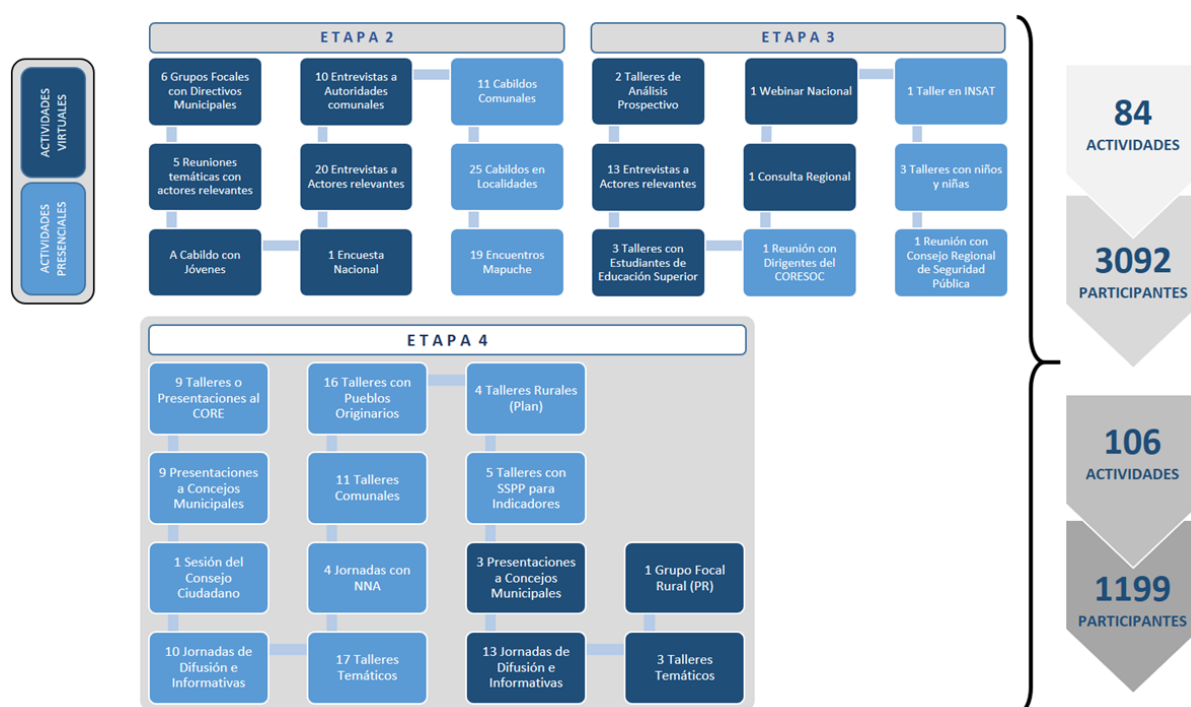 ACTIVIDADES
VIRTUALES
ACTIVIDADES
PRESENCIALES
ETAPA 2
6 Grupos Focales
con Directivos
Municipales
5 Reuniones
temáticas con
actores relevantes
A Cabildo con
Jóvenes
1 Encuesta
Nacional
20 Entrevistas a
Actores relevantes
10 Entrevistas a
Autoridades
comunales
11 Cabildos
Comunales
25 Cabildos en
Localidades
19 Encuentros
Mapuche
ETAPA 3
2 Talleres de
Análisis
Prospectivo
13 Entrevistas a
Actores relevantes
3 Talleres con
Estudiantes de
Educación Superior
1 Reunión con
Dirigentes del
CORESOC
1 Consulta Regional
1 Webinar Nacional
1 Taller en INSAT
3 Talleres con niños
y niñas
1 Reunión con
Consejo Regional
de Seguridad
Pública
ETAPA 4
9 Talleres o
Presentaciones al
CORE
9 Presentaciones
a Concejos
Municipales
1 Sesión del
Consejo
Ciudadano
10 Jornadas de
Difusión e
Informativas
17 Talleres
Temáticos
4 Jornadas con
NNA
11 Talleres
Comunales
16 Talleres con
Pueblos
Originarios
4 Talleres Rurales
(Plan)
5 Talleres con
SSPP para
Indicadores
3 Presentaciones
a Concejos
Municipales
13 Jornadas de
Difusión e
Informativas
3 Talleres
Temáticos
1 Grupo Focal
Rural (PR)
84
ACTIVIDADES
3092
PARTICIPANTES
106
ACTIVIDADES
1199
PARTICIPANTES